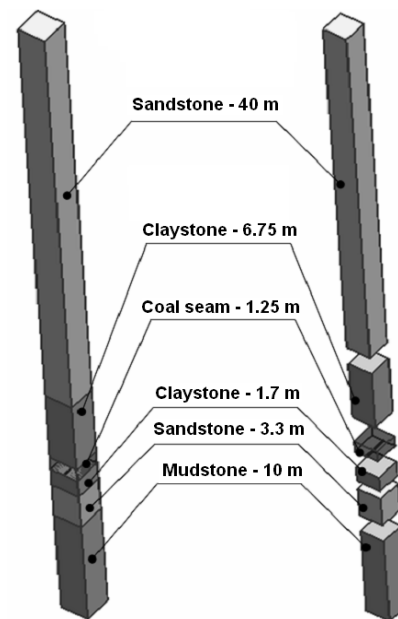 Sandstone - 40 m
Claystone - 6.75 m
Coal seam - 1.25 m
Claystone - 1.7 m
Sandstone - 3.3 m
Mudstone - 10 m